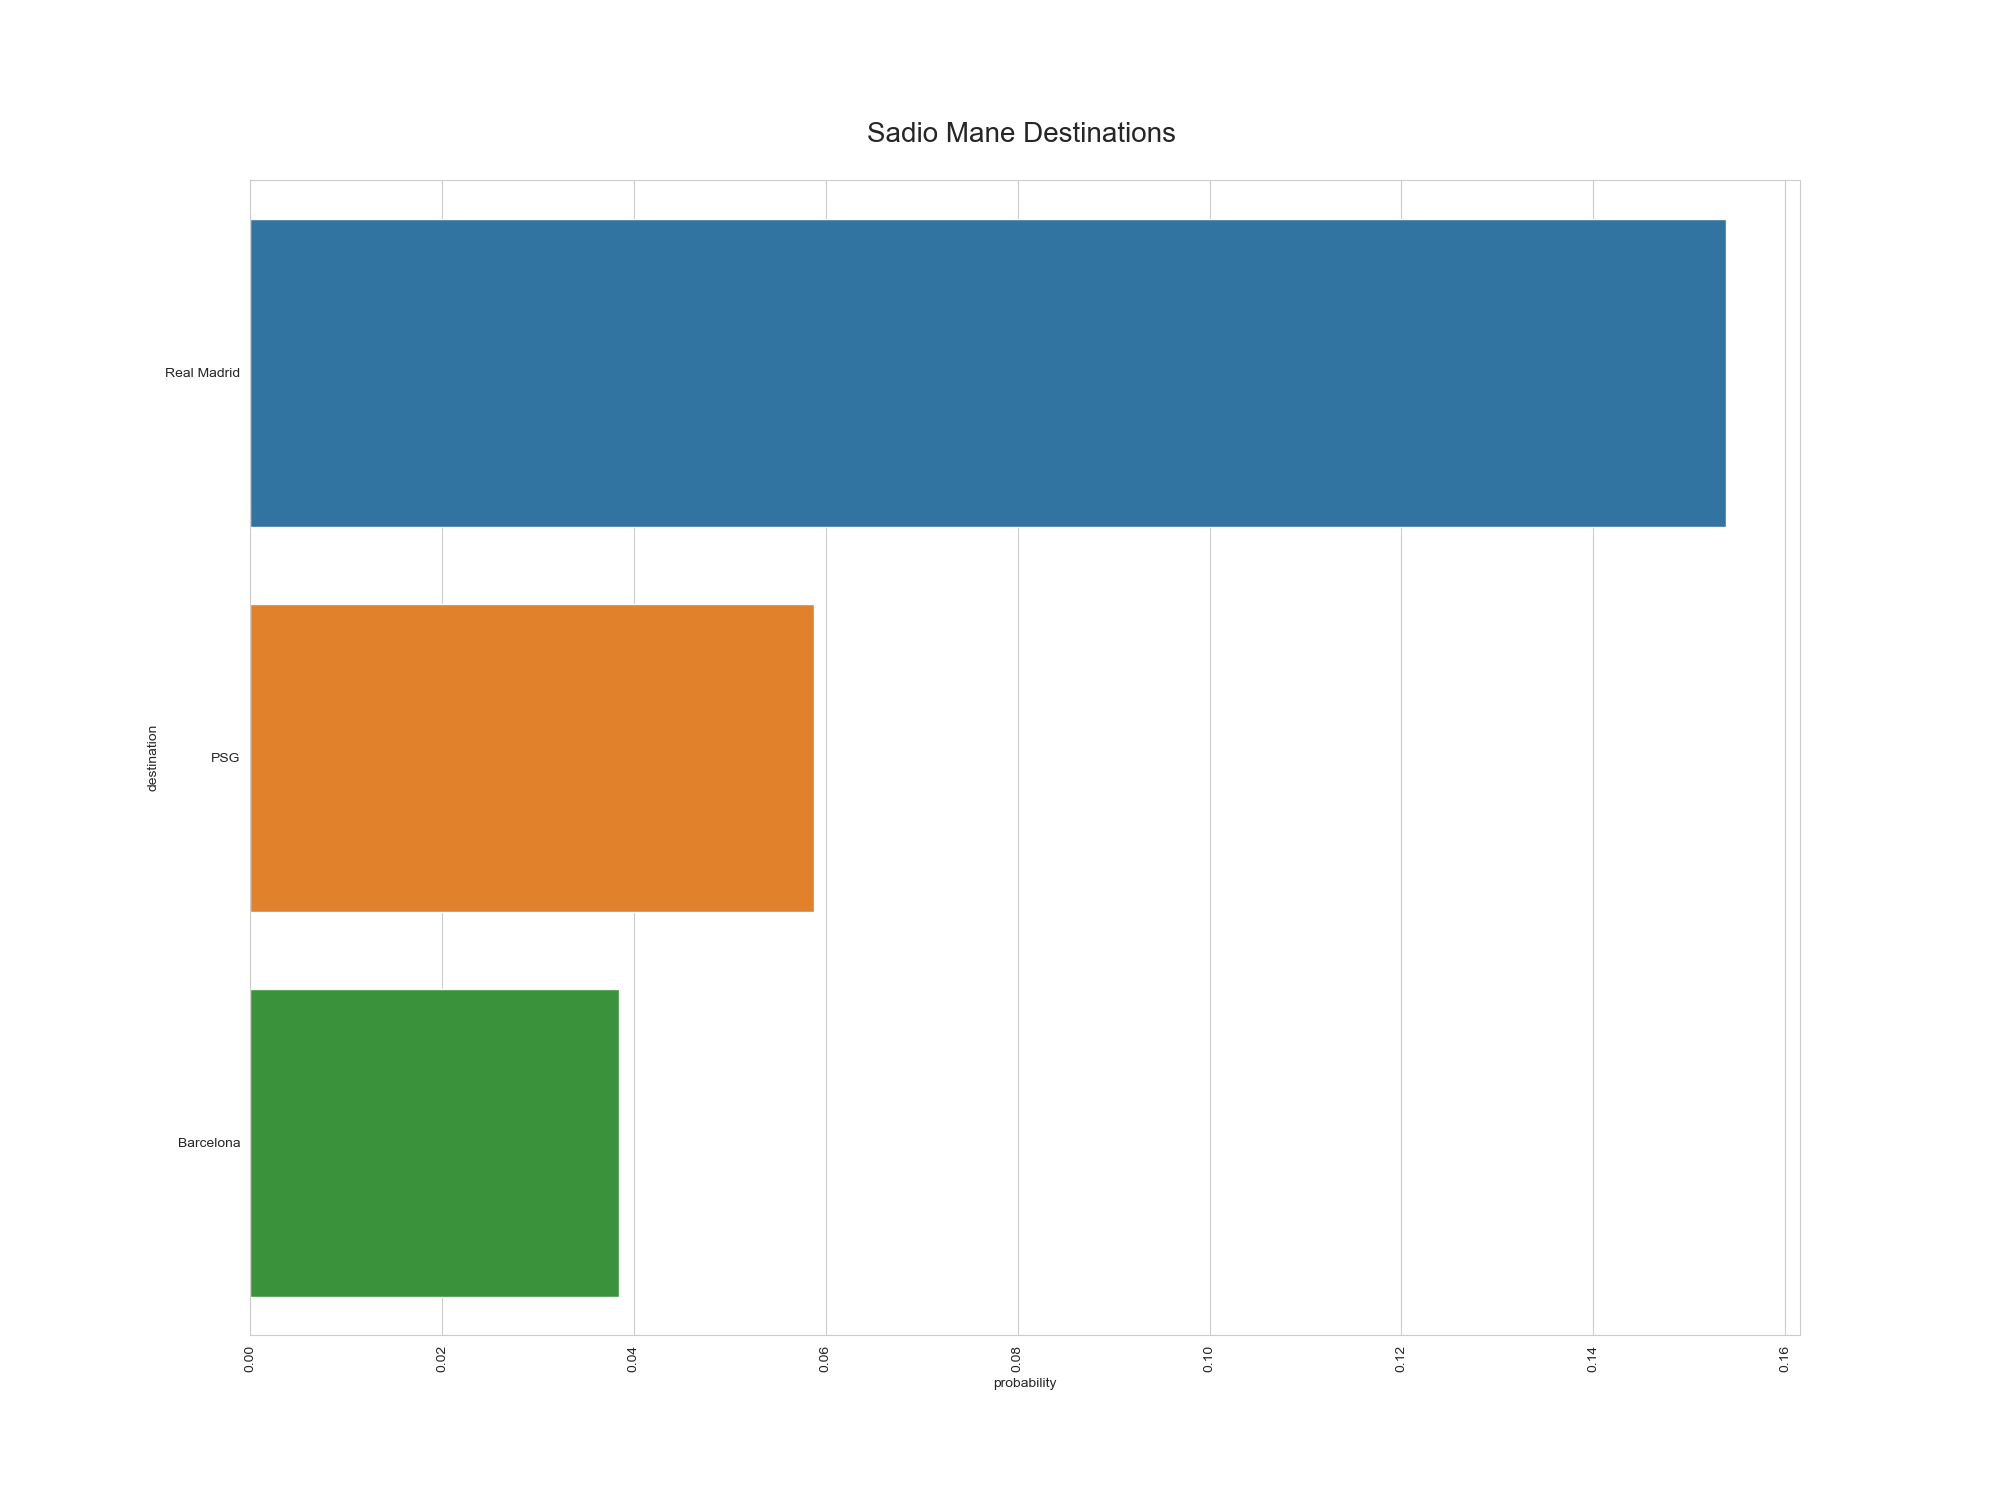 Sadio Mane Destinations
Real Madrid
PSG
Barcelona
destination
0.00
0.02
0.04
0.06
0.08
0.10
0.12
0.14
0.16
probability